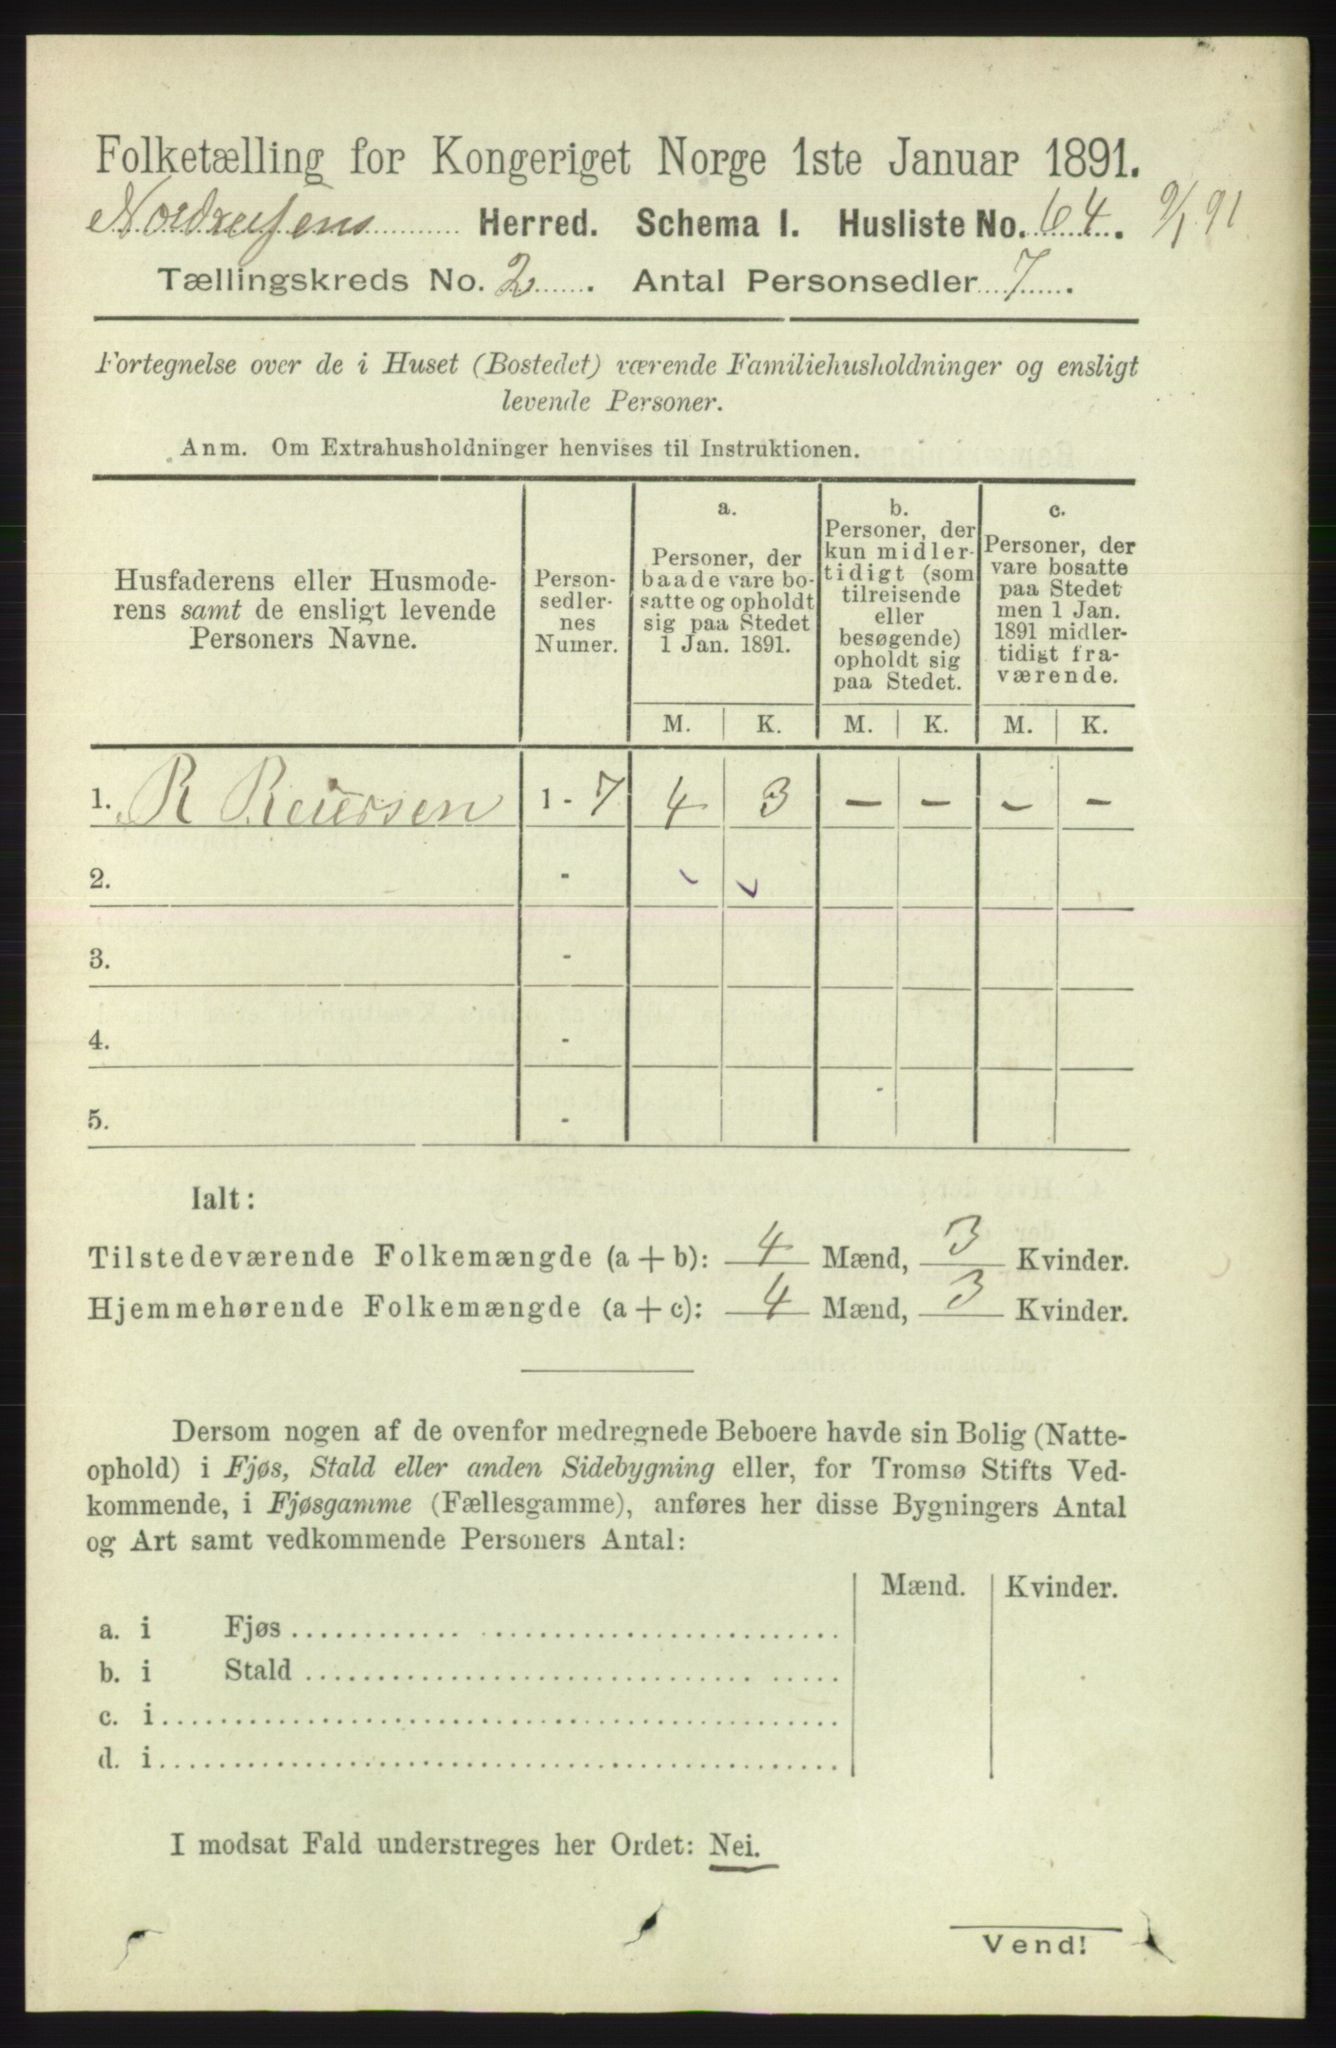 Folketælling for Kongeriget Norge 1ste Januar 1891.
Nordreisens Herred. Schema I. Husliste No. 64. 9/1 91
Tællingskreds No. 2. Antal Personsedler 7.
Fortegnelse over de i Huset (Bostedet) værende Familiehusholdninger og ensligt
levende Personer.
Anm. Om Extrahusholdninger henvises til Instruktionen.
Husfaderens eller Husmode-
rens samt de ensligt levende
Personers Navne.
Person-
sedler-
nes
Numer.
a.
Personer, der
baade vare bo-
satte og opholdt
sig paa Stedet
1 Jan. 1891.
b.
Personer, der
kun midler-
tidigt (som
tilreisende
eller
besøgende)
opholdt sig
paa Stedet.
c.
Personer, der
vare bosatte
paa Stedet
men 1 Jan.
1891 midler-
tidigt fra-
værende.
M. K. M. K. M. K.
1. R Reiersen 1 - 7 4 3 - - - -
2. -
3. -
4. -
5. -
Ialt:
Tilstedeværende Folkemængde (a + b): 4 Mænd, 3 Kvinder.
Hjemmehørende Folkemængde (a + c): 4 Mænd, 3 Kvinder.
Dersom nogen af de ovenfor medregnede Beboere havde sin Bolig (Natte-
ophold) i Fjøs, Stald eller anden Sidebygning eller, for Tromsø Stifts Ved-
kommende, i Fjøsgamme (Fællesgamme), anføres her disse Bygningers Antal
og Art samt vedkommende Personers Antal:
Mænd. Kvinder.
a. i Fjøs
b. i Stald
c. i
d. i
I modsat Fald understreges her Ordet: Nei.
Vend!